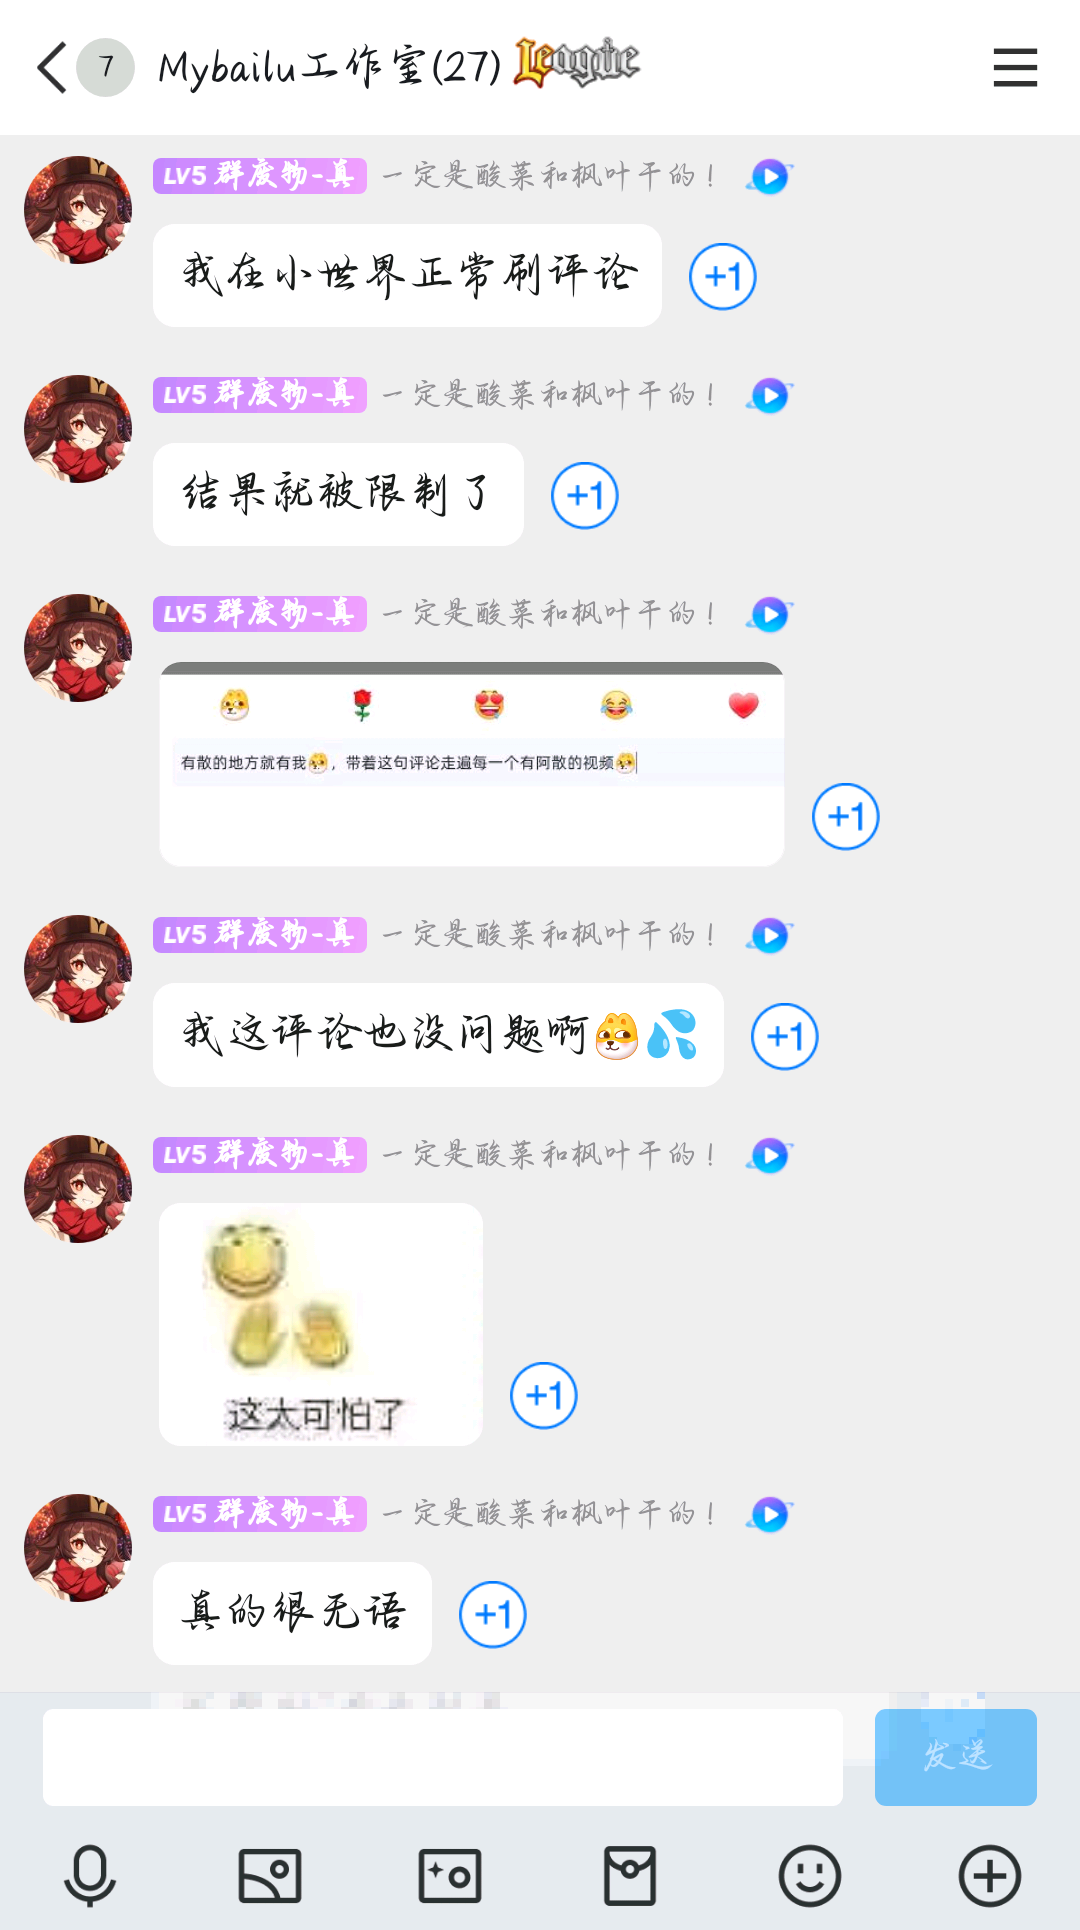 7 Mybailu工作室(27) League
LV5 群废物-真 一定是酸菜和枫叶干的！
我在小世界正常刷评论 +1
LV5 群废物-真 一定是酸菜和枫叶干的！
结果就被限制了 +1
LV5 群废物-真 一定是酸菜和枫叶干的！
有散的地方就有我，带着这句评论走遍每一个有阿散的视频
+1
LV5 群废物-真 一定是酸菜和枫叶干的！
我这评论也没问题啊 +1
LV5 群废物-真 一定是酸菜和枫叶干的！
这太可怕了 +1
LV5 群废物-真 一定是酸菜和枫叶干的！
真的很无语 +1
发送